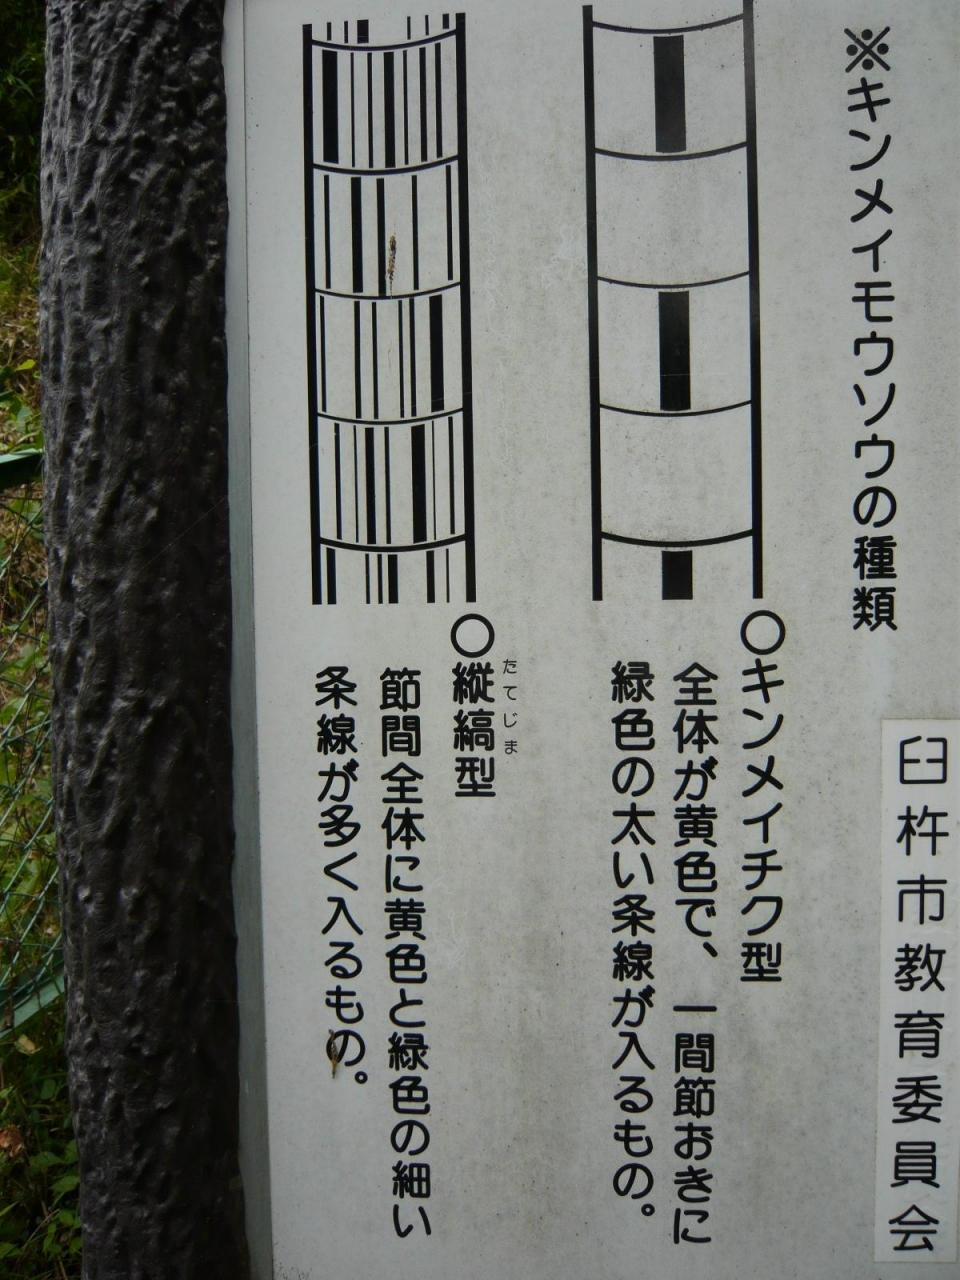 ※キンメイモウソウの種類
○キンメイチク型
全体が黄色で、一間節おきに
緑色の太い条線が入るもの。
○縦縞型
たてじま
節間全体に黄色と緑色の細い
条線が多く入るもの。
臼杵市教育委員会